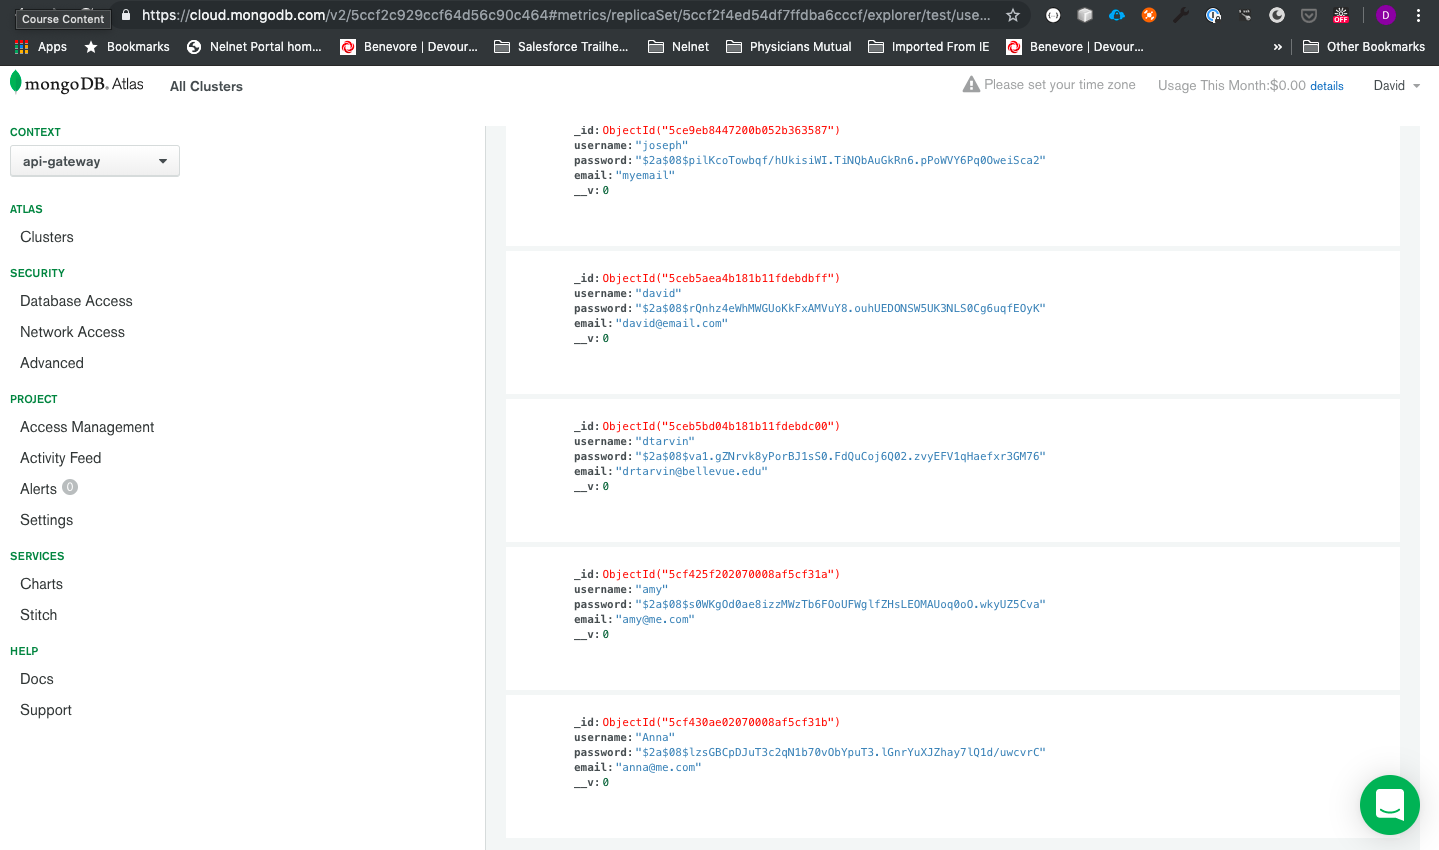 Course Content
https://cloud.mongodb.com/v2/5ccf2c929ccf64d56c90c464#metrics/replicaSet/5ccf2f4ed54df7ffdba6cccf/explorer/test/use...
OFF
D
Apps Bookmarks Nelnet Portal hom... Benevore | Devour... Salesforce Trailhe... Nelnet Physicians Mutual Imported From IE Benevore | Devour... » Other Bookmarks
mongoDB. Atlas All Clusters Please set your time zone Usage This Month:$0.00 details David
CONTEXT
api-gateway
ATLAS
Clusters
SECURITY
Database Access
Network Access
Advanced
PROJECT
Access Management
Activity Feed
Alerts 0
Settings
SERVICES
Charts
Stitch
HELP
Docs
Support
_id: ObjectId("5ce9eb8447200b052b363587")
username: "joseph"
password: "$2a$08$pilKcoTowbqf/hUkisiWI.TiNQbAuGkRn6.pPoWVY6Pq0OweiSca2"
email: "myemail"
__v: 0
_id: ObjectId("5ceb5aea4b181b11fdebdbff")
username: "david"
password: "$2a$08$rQnhz4eWhMWGUoKkFxAMVuY8.ouhUEDONSW5UK3NLS0Cg6uqfEOyK"
email: "david@email.com"
__v: 0
_id: ObjectId("5ceb5bd04b181b11fdebdc00")
username: "dtarvin"
password: "$2a$08$va1.gZNrvk8yPorBJ1sS0.FdQuCoj6Q02.zvyEFV1qHaefxr3GM76"
email: "drtarvin@bellevue.edu"
__v: 0
_id: ObjectId("5cf425f202070008af5cf31a")
username: "amy"
password: "$2a$08$s0WKgOd0ae8izzMWzTb6FOoUFWglfZHsLEOMAUoq0oO.wkyUZ5Cva"
email: "amy@me.com"
__v: 0
_id: ObjectId("5cf430ae02070008af5cf31b")
username: "Anna"
password: "$2a$08$lzsGBCpDJuT3c2qN1b70vObYpuT3.lGnrYuXJZhay7lQ1d/uwcvrC"
email: "anna@me.com"
__v: 0